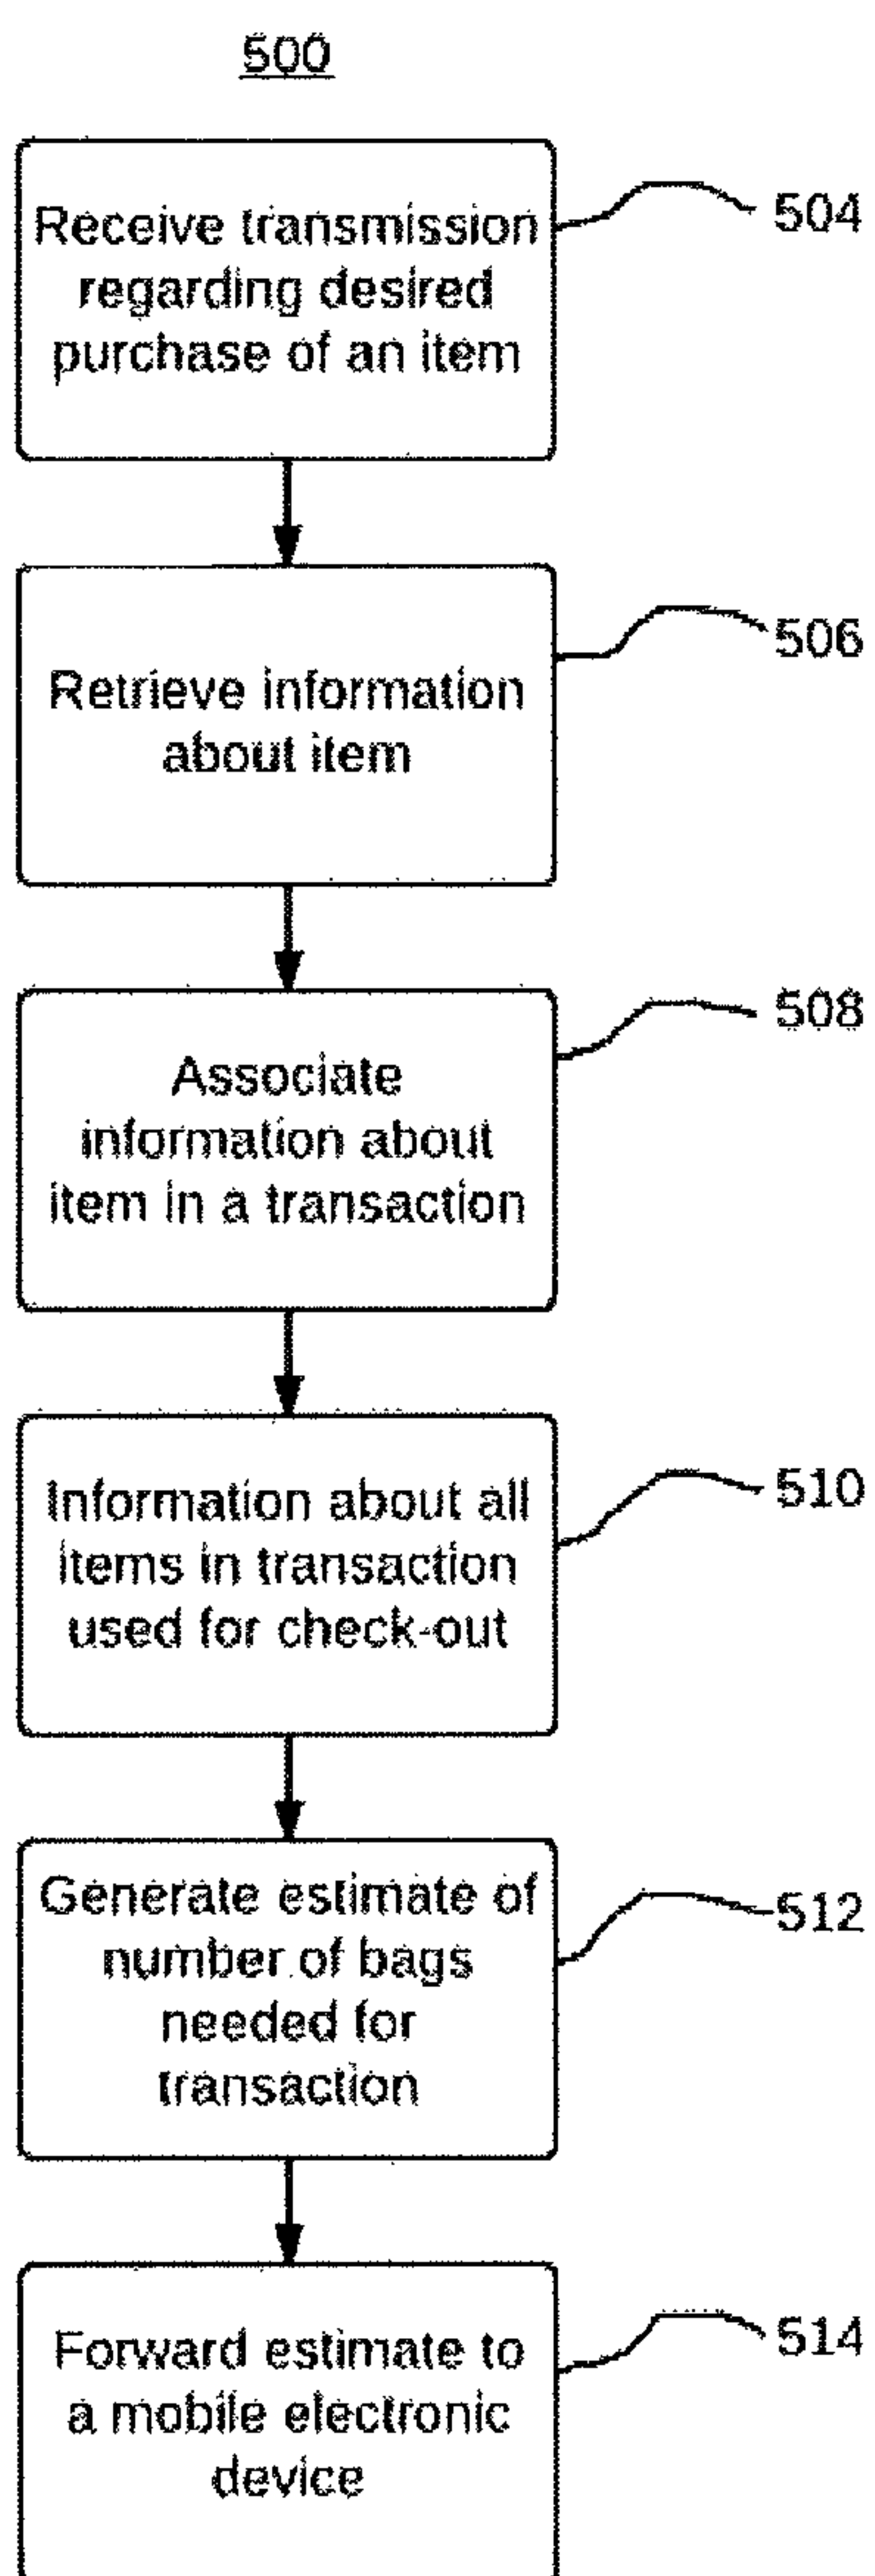 500
Receive transmission
regarding desired
purchase of an item
504
Retrieve information
about item
506
Associate
information about
item in a transaction
508
Information about all
items in transaction
used for check-out
510
Generate estimate of
number of bags
needed for
transaction
512
Forward estimate to
a mobile electronic
device
514